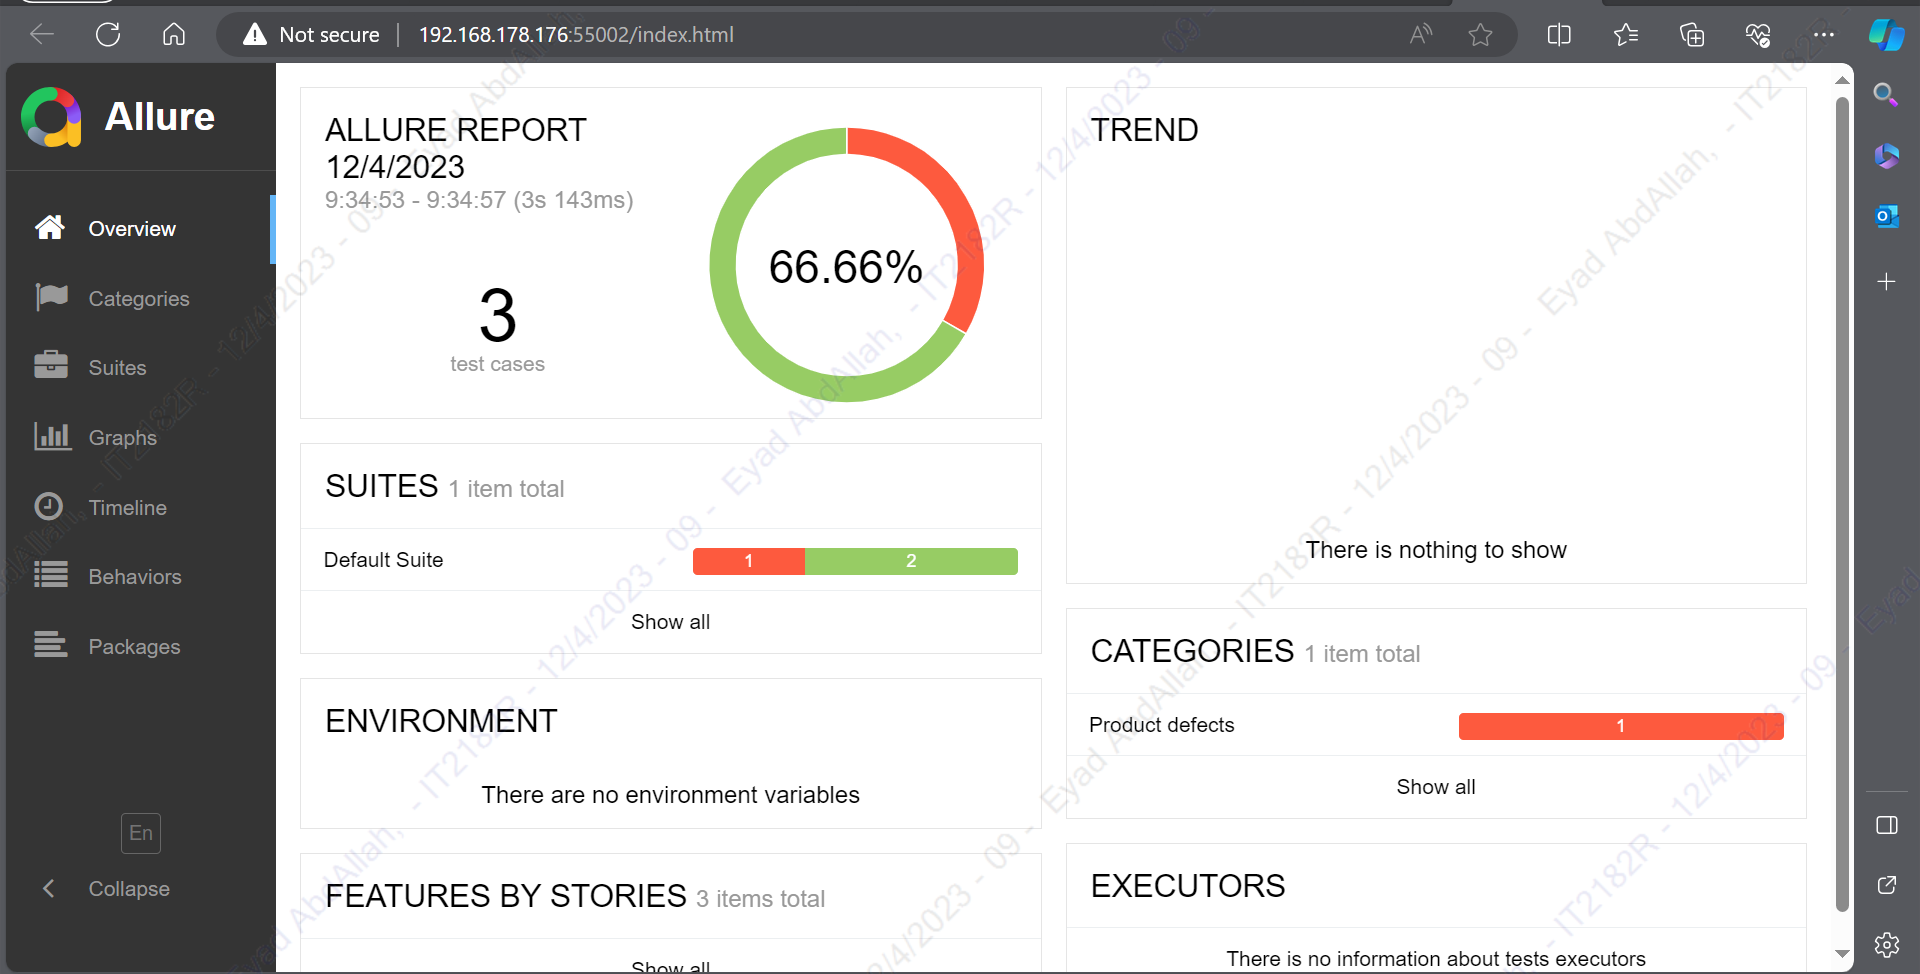 Not secure
192.168.178.176:55002/index.html
Allure
Overview
Categories
Suites
Graphs
Timeline
Behaviors
Packages
En
Collapse
ALLURE REPORT
12/4/2023
9:34:53 - 9:34:57 (3s 143ms)
3
test cases
66.66%
SUITES 1 item total
Default Suite
1
2
Show all
ENVIRONMENT
There are no environment variables
FEATURES BY STORIES 3 items total
Show all
TREND
There is nothing to show
CATEGORIES 1 item total
Product defects
1
Show all
EXECUTORS
There is no information about tests executors
Eyad AbdAllah, - IT2182R - 12/4/2023 - 09 -